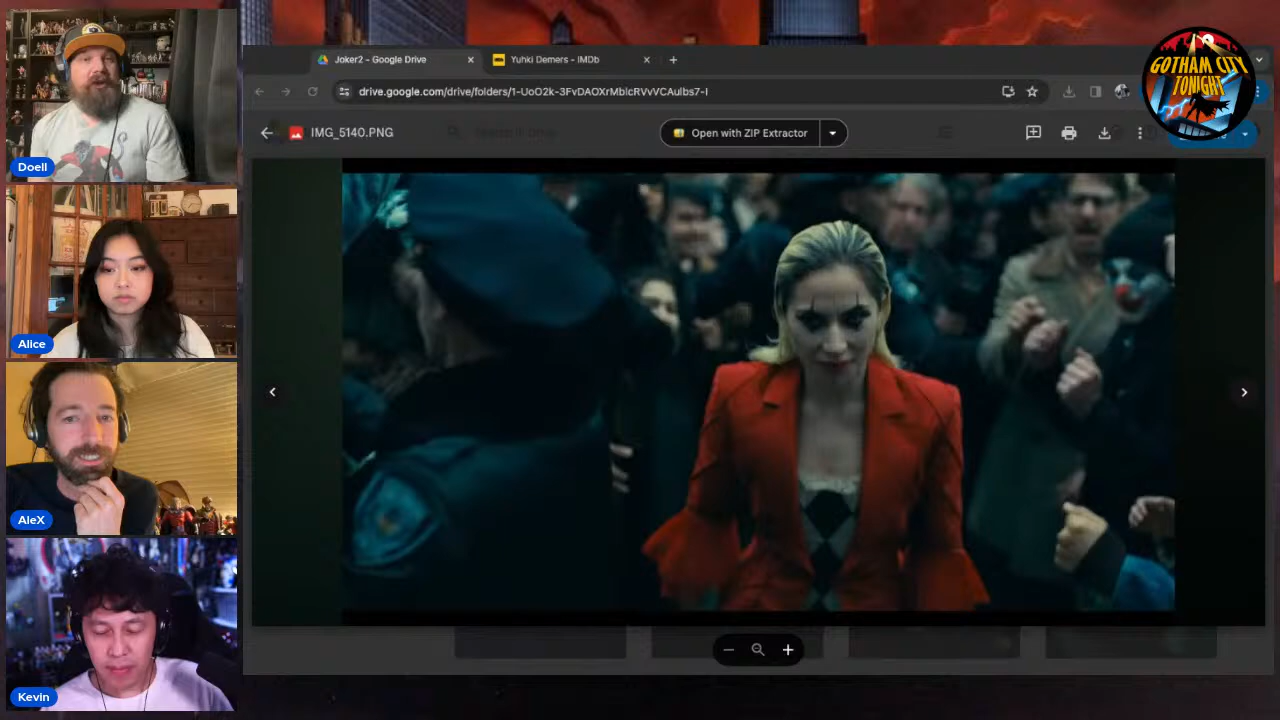 Joker2 - Google Drive
Yuhki Demers - IMDb
drive.google.com/drive/folders/1-UoO2k-3FvDAOXrMblcRVvVCAulbs7-I
IMG_5140.PNG
Open with ZIP Extractor
GOTHAM CITY
TONIGHT
Doell
Alice
AleX
Kevin